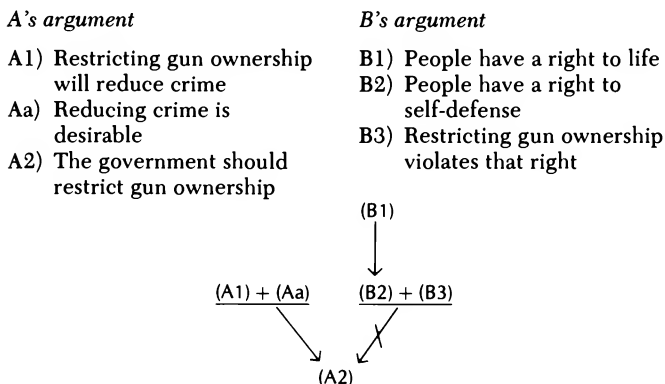 A's argument
A1) Restricting gun ownership
will reduce crime
Aa) Reducing crime is
desirable
A2) The government should
restrict gun ownership
B's argument
B1) People have a right to life
B2) People have a right to
self-defense
B3) Restricting gun ownership
violates that right
(B1)
(A1) + (Aa) (B2) + (B3)
(A2)